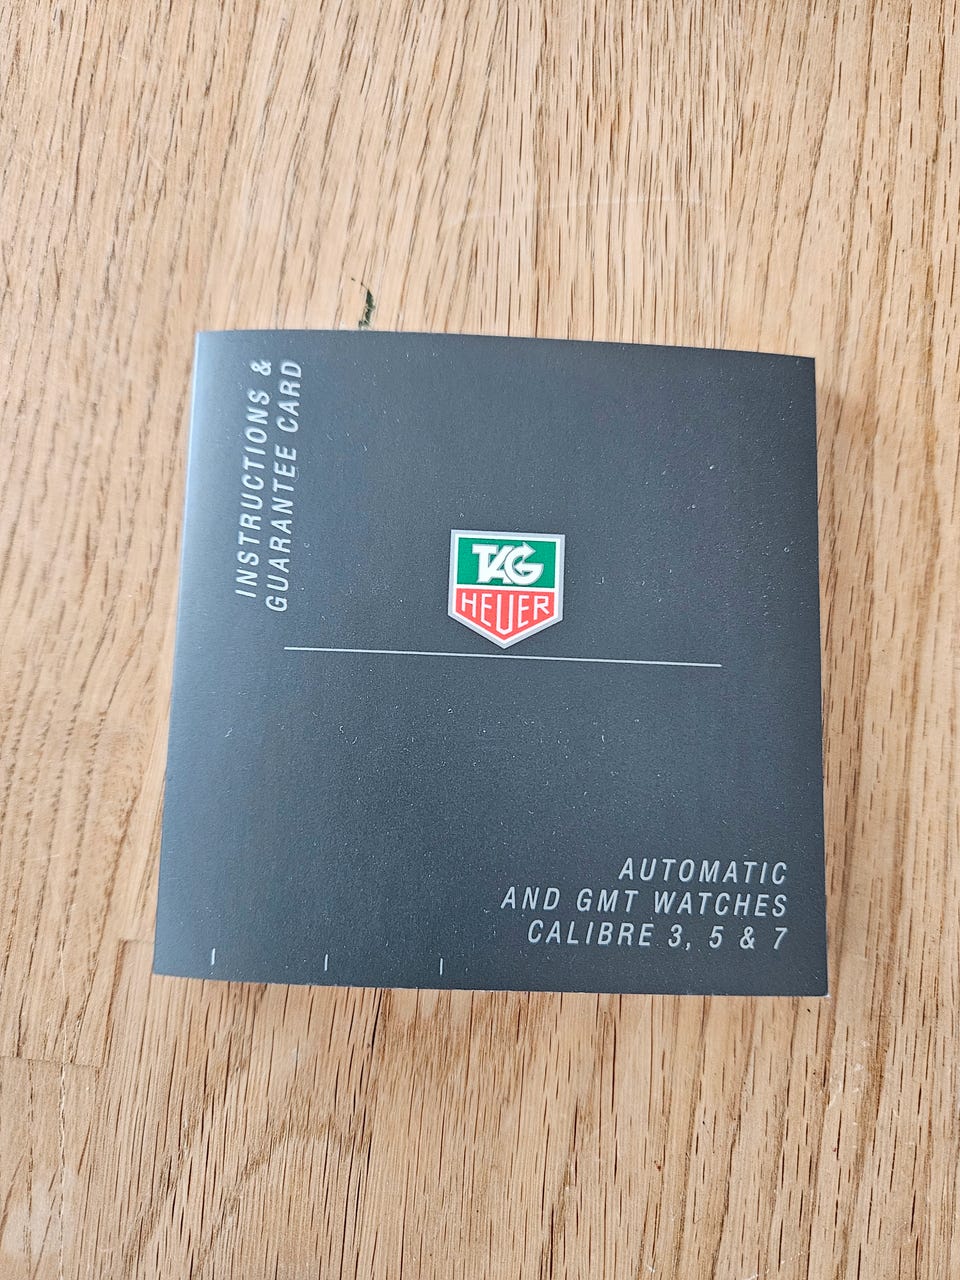 INSTRUCTIONS &
GUARANTEE CARD
TAG
HEUER
AUTOMATIC
AND GMT WATCHES
CALIBRE 3, 5 & 7